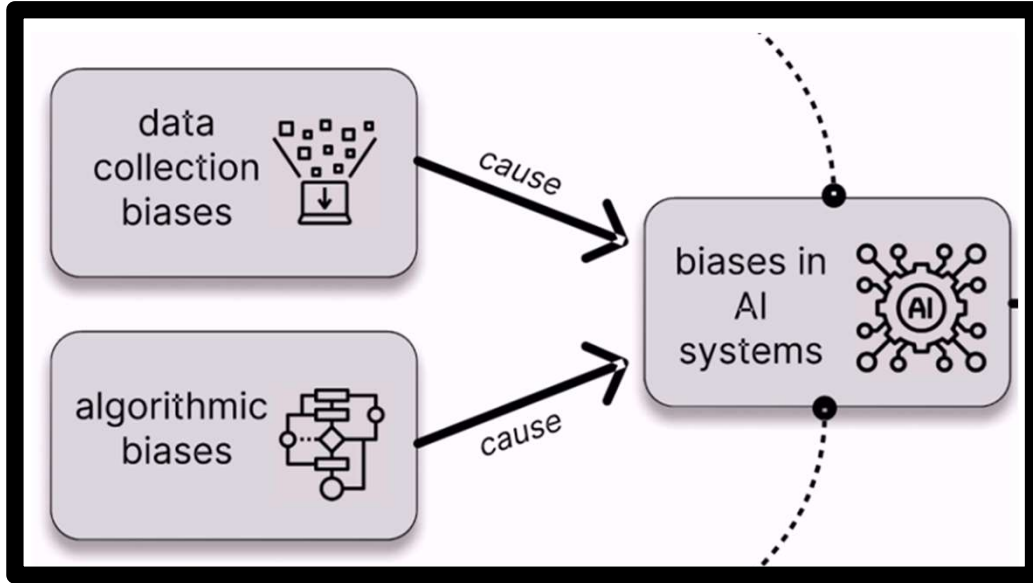 data
collection
biases
cause
algorithmic
biases
cause
biases in
AI
systems
AI